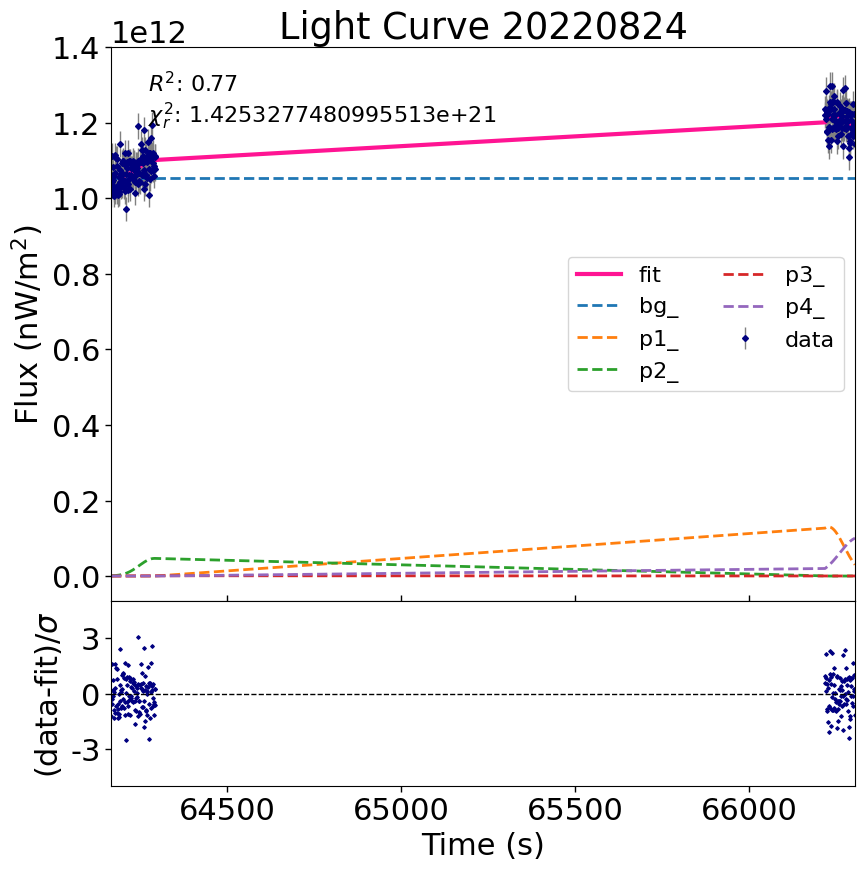 Light Curve 20220824
1e12
R²: 0.77
χ²ᵣ: 1.4253277480995513e+21
1.4
1.2
1.0
0.8
0.6
0.4
0.2
0.0
Flux (nW/m²)
fit
bg_
p1_
p2_
p3_
p4_
data
3
0
-3
(data-fit)/σ
64500 65000 65500 66000
Time (s)